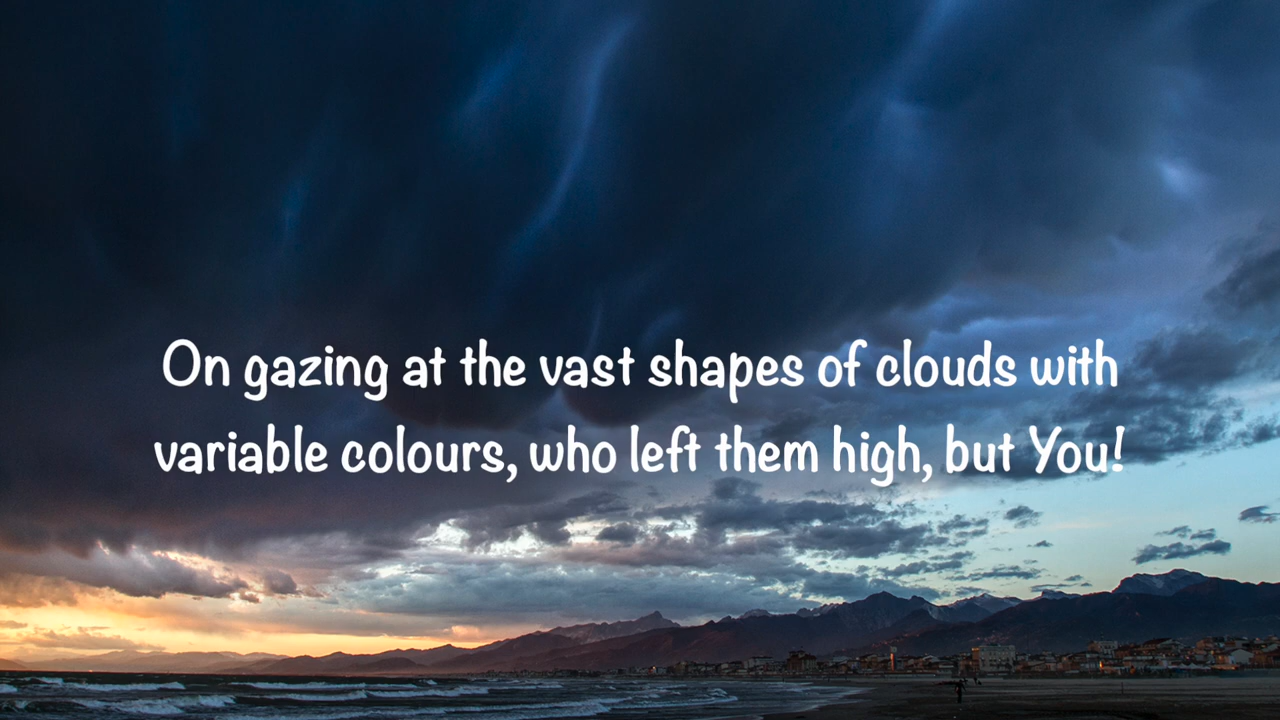 On gazing at the vast shapes of clouds with
variable colours, who left them high, but You!